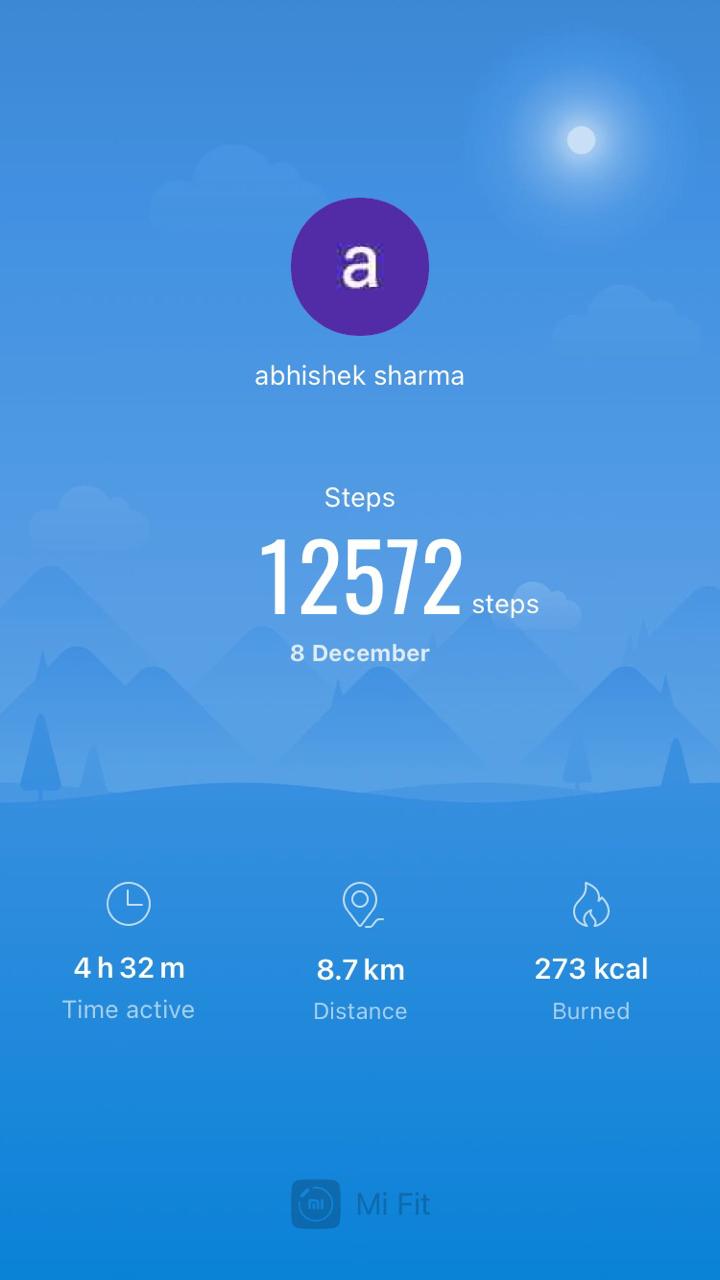 a
abhishek sharma
Steps
12572 steps
8 December
4 h 32 m
8.7 km
273 kcal
Time active
Distance
Burned
mi
Mi Fit